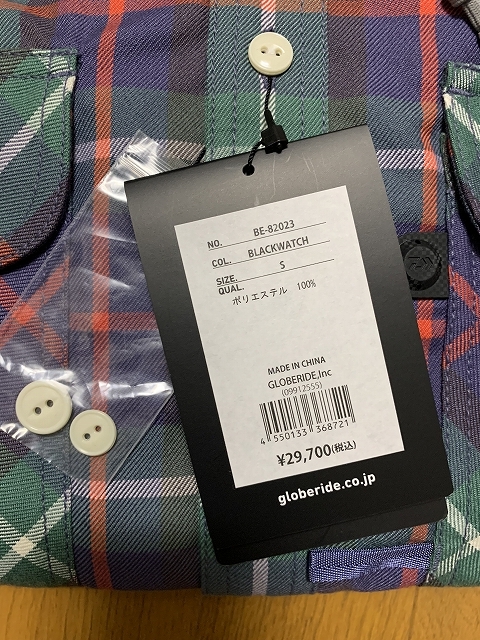 NO. BE-82023
COL. BLACKWATCH
SIZE. S
QUAL.
ポリエステル 100%
MADE IN CHINA
GLOBERIDE,Inc
(09912555)
4 550133 368721
¥29,700(税込)
globeride.co.jp